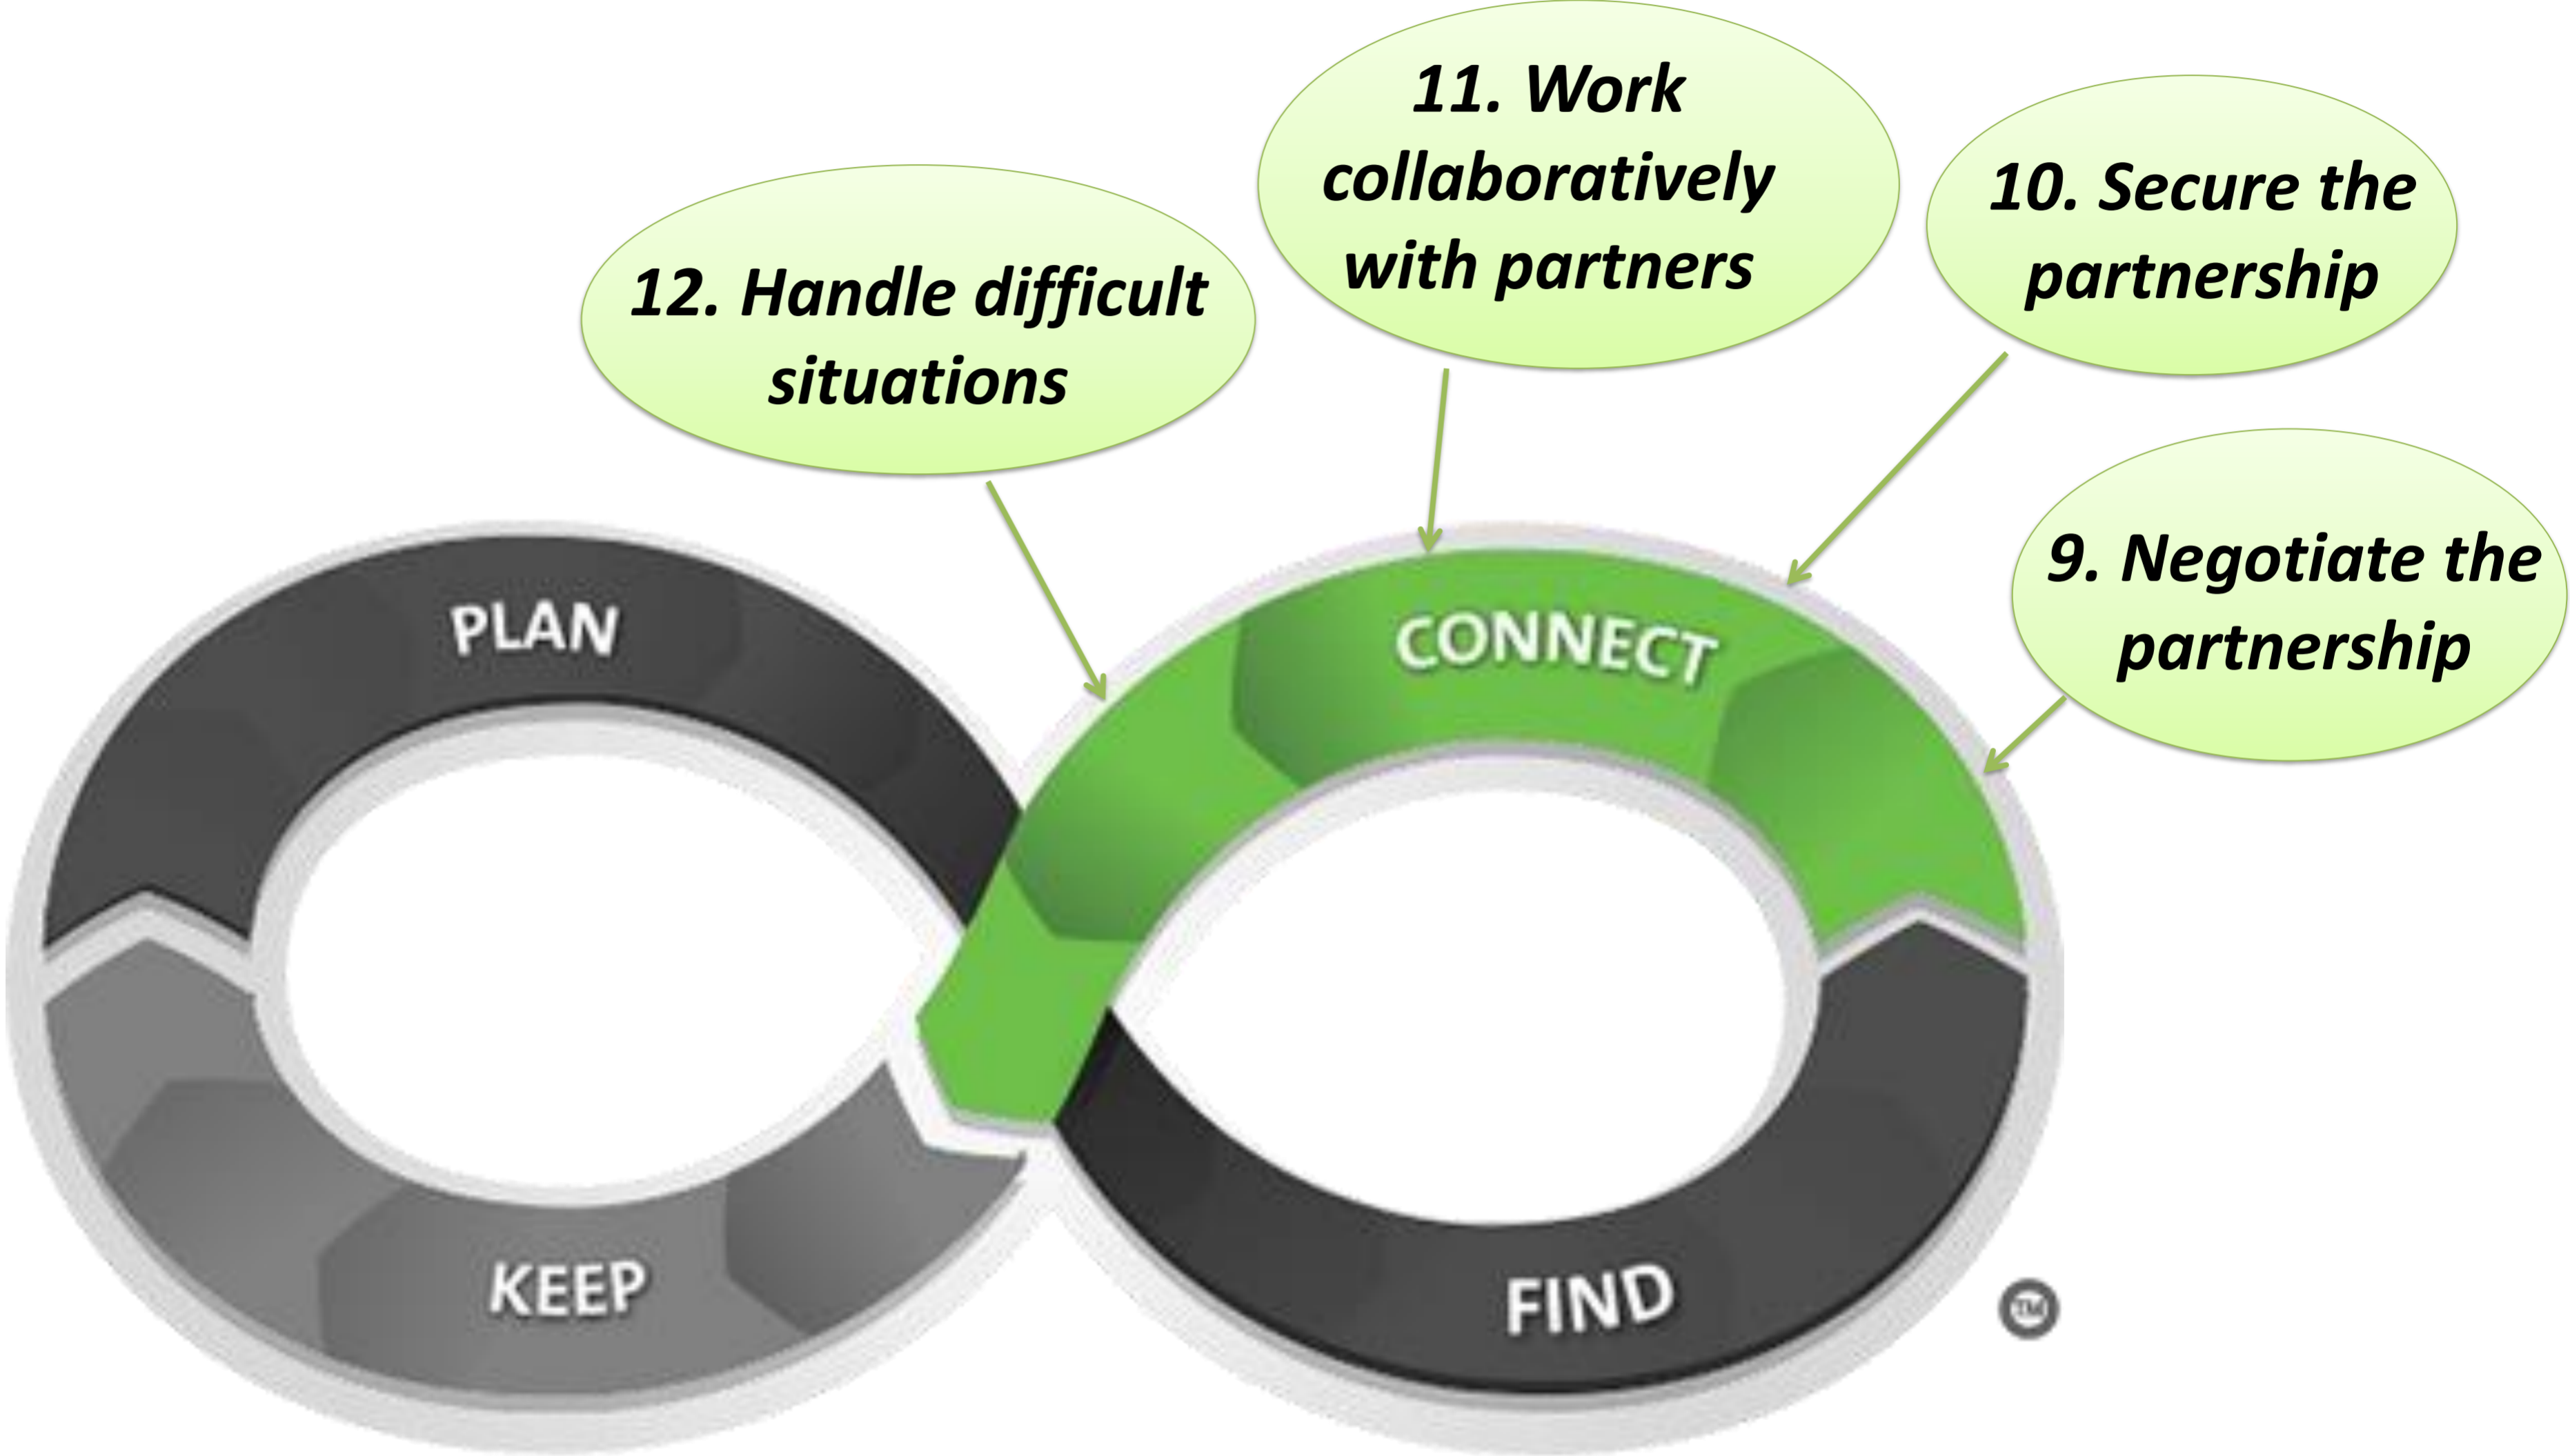 11. Work
collaboratively
with partners
10. Secure the
partnership
12. Handle difficult
situations
9. Negotiate the
partnership
PLAN
CONNECT
KEEP
FIND
TM